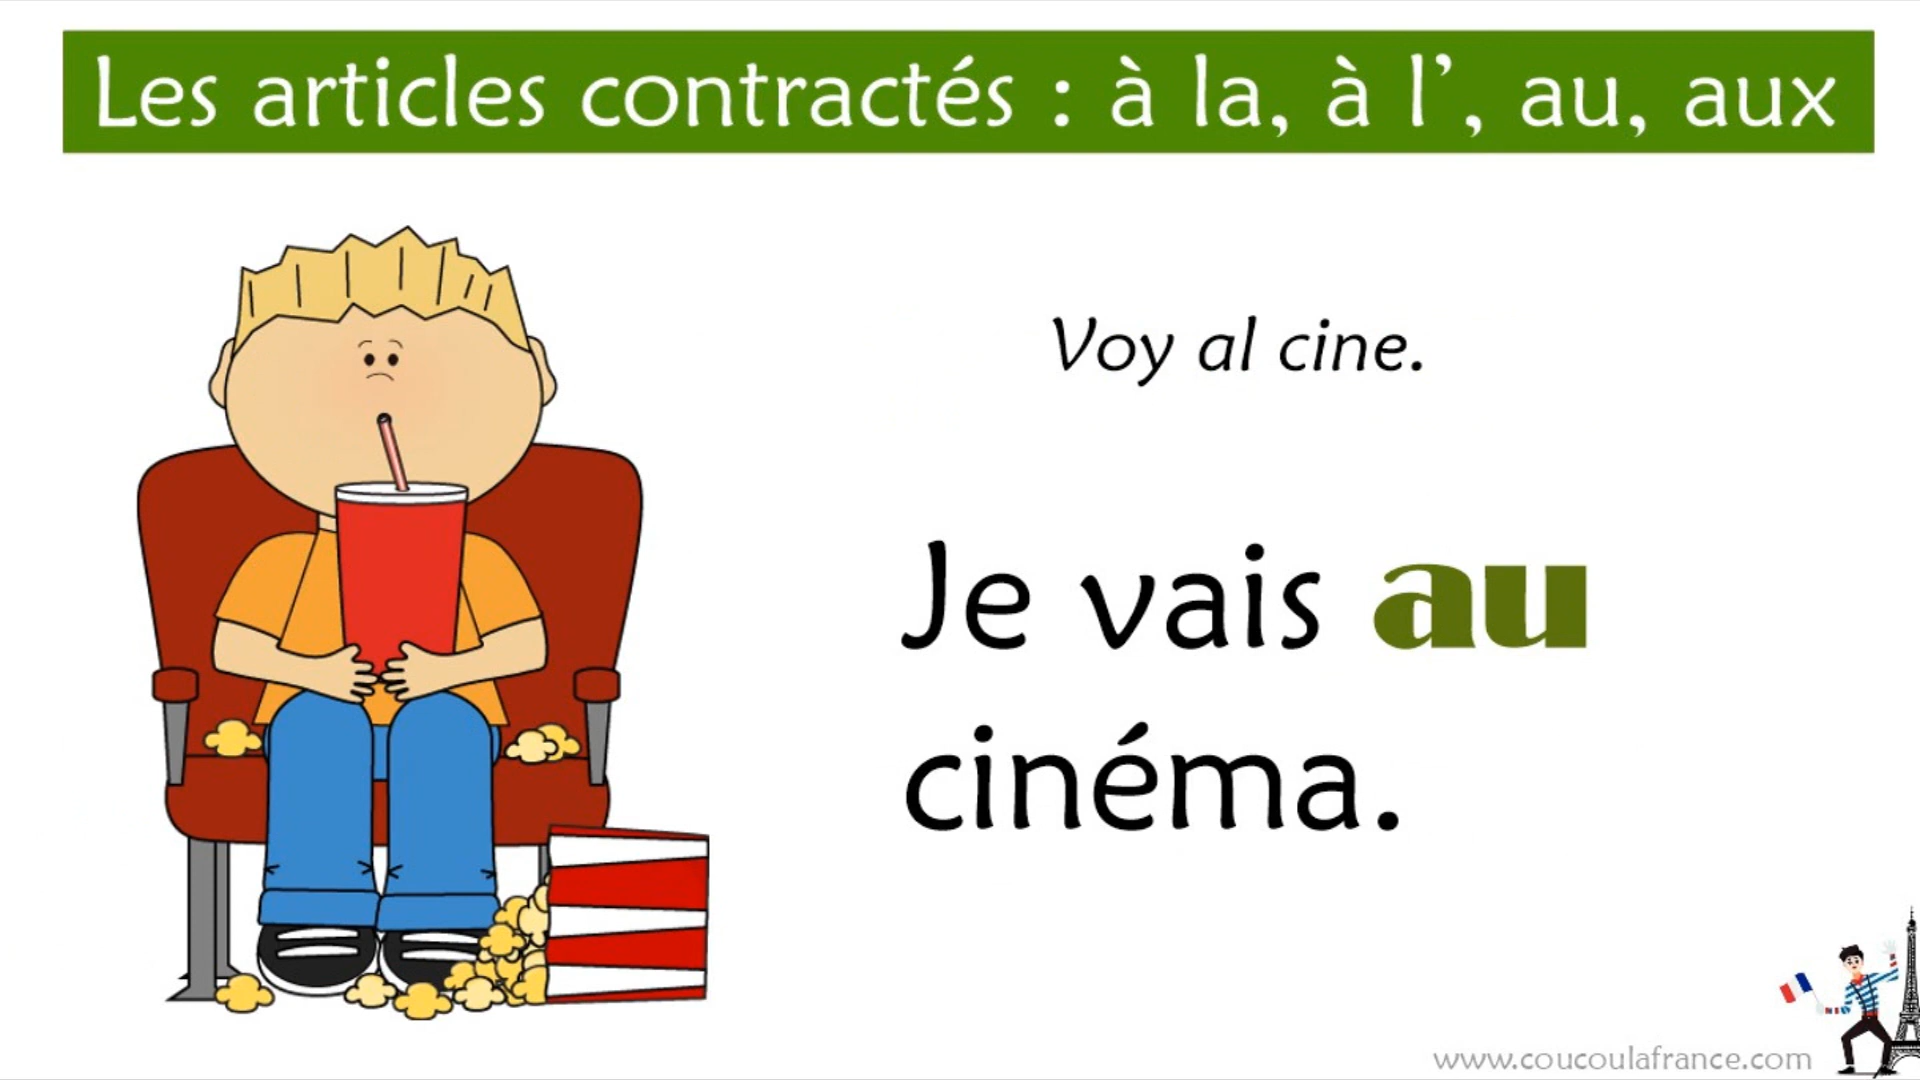 Les articles contractés : à la, à l’, au, aux
Voy al cine.
Je vais au
cinéma.
www.coucoulafrance.com